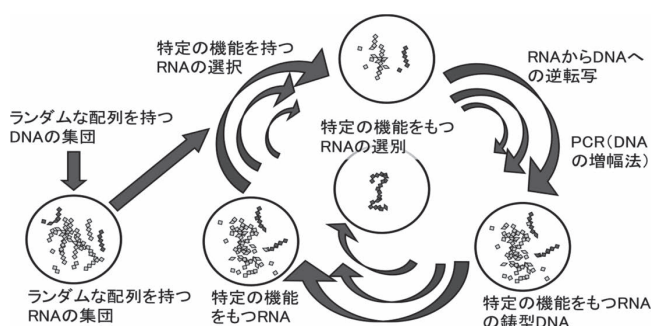 特定の機能を持つ
RNAの選択
RNAからDNAへ
の逆転写
ランダムな配列を持つ
DNAの集団
特定の機能をもつ
RNAの選別
PCR(DNA
の増幅法)
ランダムな配列を持つ
RNAの集団
特定の機能
をもつRNA
特定の機能をもつRNA
の鋳型DNA